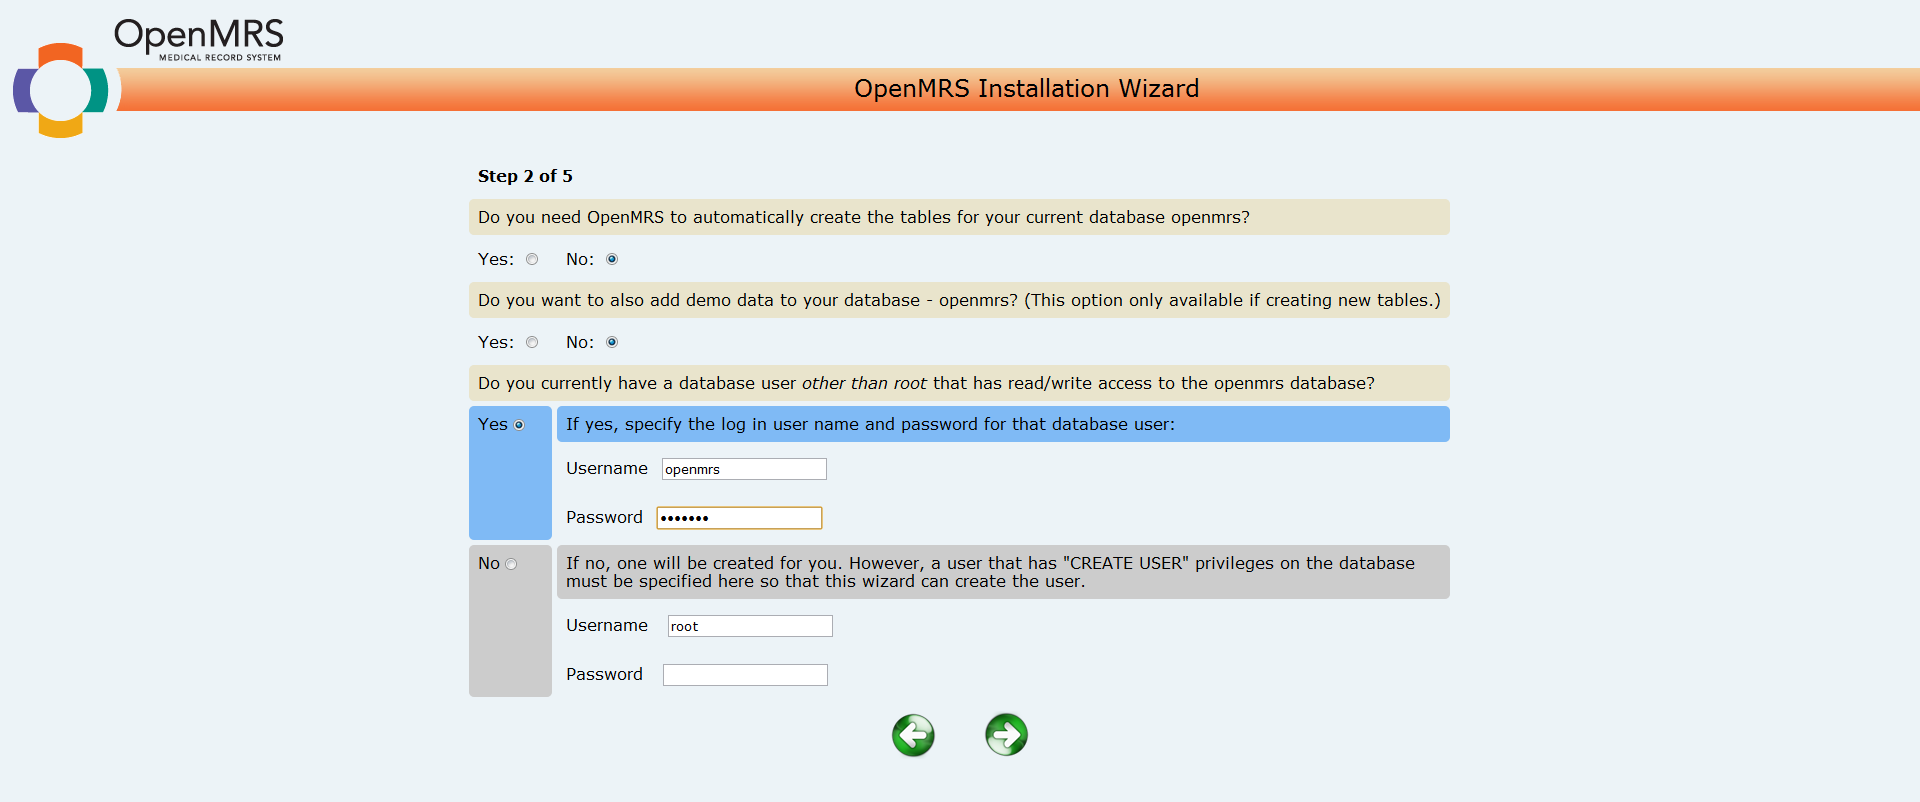 OpenMRS
MEDICAL RECORD SYSTEM
OpenMRS Installation Wizard
Step 2 of 5
Do you need OpenMRS to automatically create the tables for your current database openmrs?
Yes: No:
Do you want to also add demo data to your database - openmrs? (This option only available if creating new tables.)
Yes: No:
Do you currently have a database user other than root that has read/write access to the openmrs database?
Yes If yes, specify the log in user name and password for that database user:
Username openmrs
Password •••••••
No If no, one will be created for you. However, a user that has "CREATE USER" privileges on the database
must be specified here so that this wizard can create the user.
Username root
Password